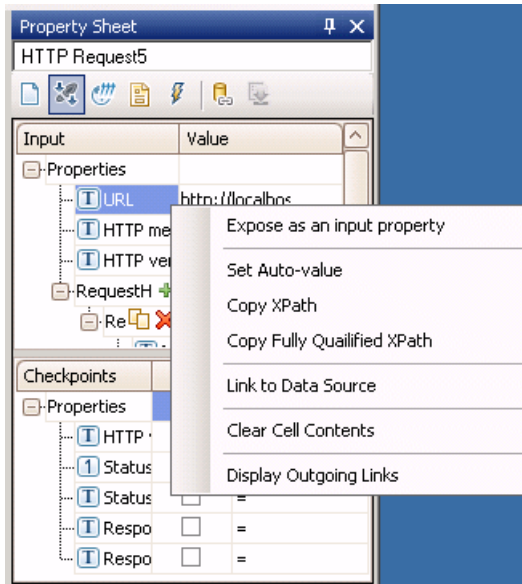 Property Sheet
HTTP Request5
Input Value
Properties
URL http://localhos
HTTP me
HTTP ver
RequestH
Re
Expose as an input property
Set Auto-value
Copy XPath
Copy Fully Quailified XPath
Link to Data Source
Clear Cell Contents
Display Outgoing Links
Checkpoints
Properties
HTTP
1 Status
Status =
Respo =
Respo =